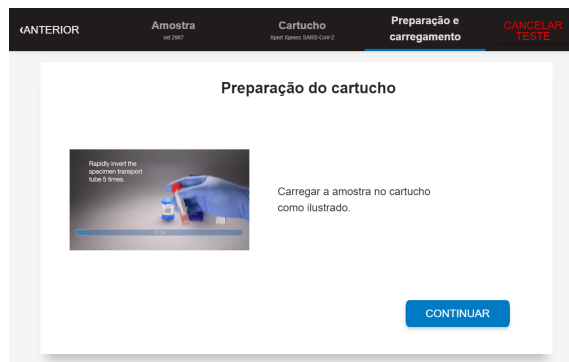 ‹ANTERIOR
Amostra
sid 2987
Cartucho
Xpert Xpress SARS-CoV-2
Preparação e
carregamento
CANCELAR
TESTE
Preparação do cartucho
Rapidly invert the
specimen transport
tube 5 times.
Carregar a amostra no cartucho
como ilustrado.
CONTINUAR